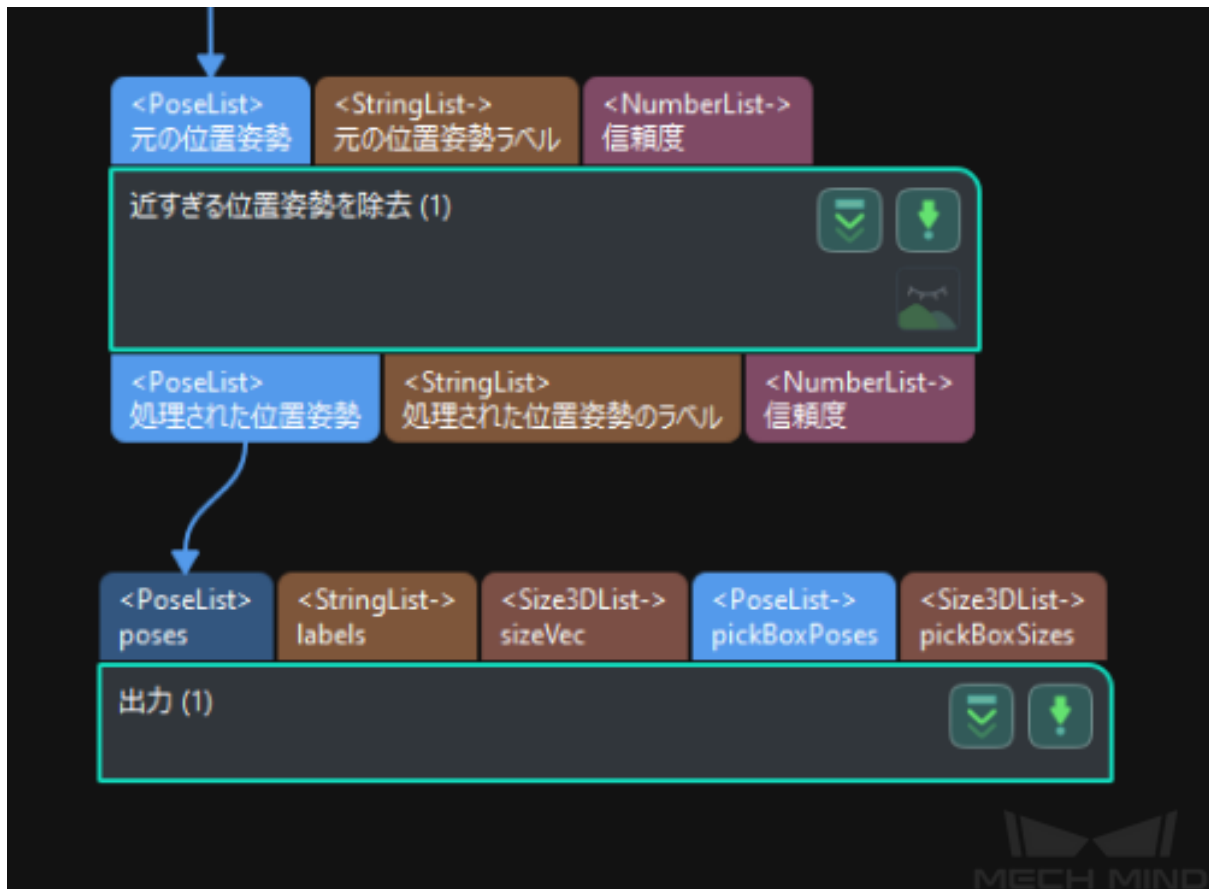 <PoseList> <StringList-> <NumberList->
元の位置姿勢 元の位置姿勢ラベル 信頼度
近すぎる位置姿勢を除去 (1)
<PoseList> <StringList> <NumberList->
処理された位置姿勢 処理された位置姿勢のラベル 信頼度
<PoseList> <StringList-> <Size3DList-> <PoseList-> <Size3DList->
poses labels sizeVec pickBoxPoses pickBoxSizes
出力 (1)
MECH MIND